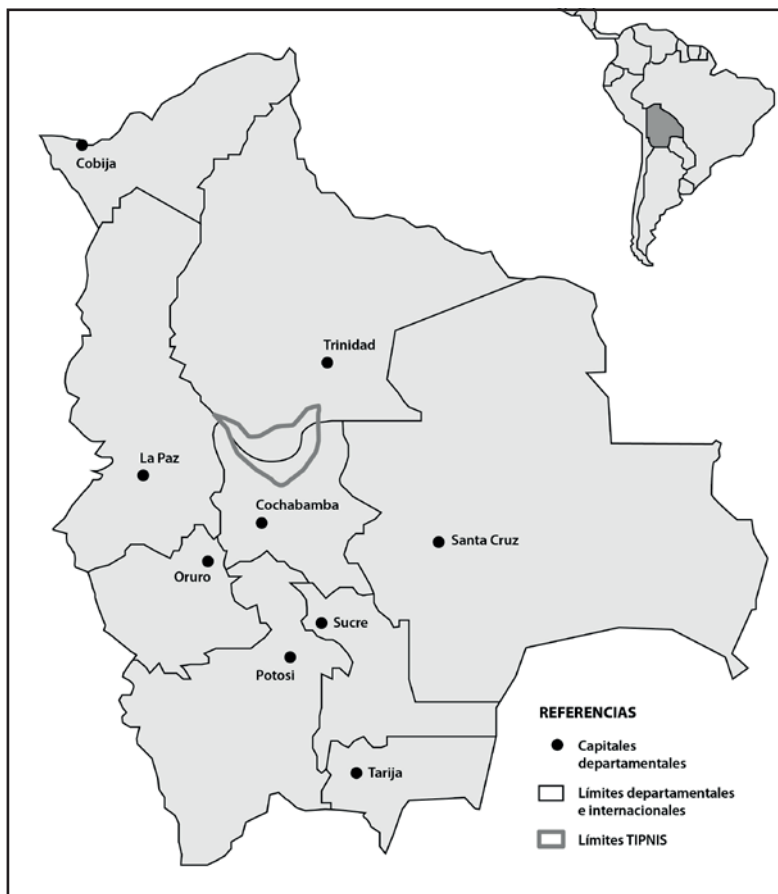 Cobija
Trinidad
La Paz
Cochabamba
Santa Cruz
Oruro
Sucre
Potosi
Tarija
REFERENCIAS
Capitales
departamentales
Límites departamentales
e internacionales
Límites TIPNIS